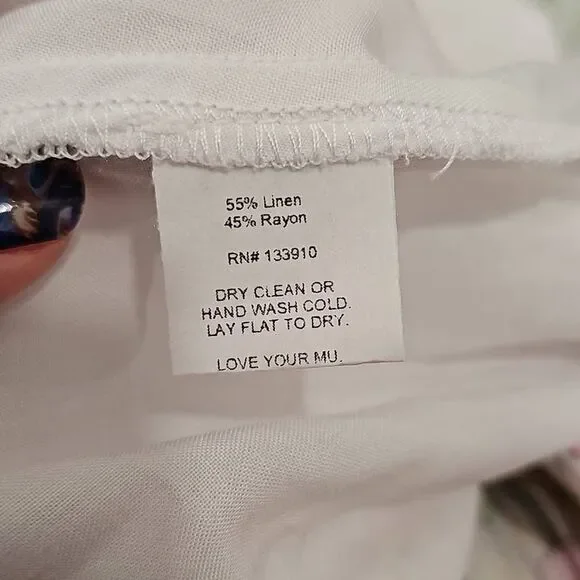 55% Linen
45% Rayon
RN# 133910
DRY CLEAN OR
HAND WASH COLD.
LAY FLAT TO DRY.
LOVE YOUR MU.